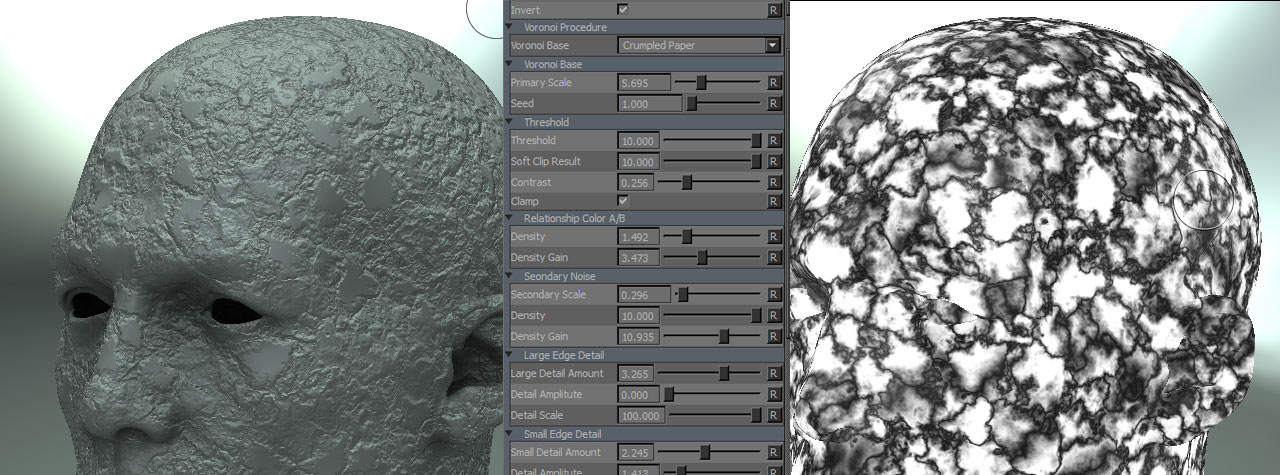 Invert R
Voronoi Procedure
Voronoi Base Crumpled Paper
Voronoi Base
Primary Scale 5.695 R
Seed 1.000 R
Threshold
Threshold 10.000 R
Soft Clip Result 10.000 R
Contrast 0.256 R
Clamp R
Relationship Color A/B
Density 1.492 R
Density Gain 3.473 R
Seondary Noise
Secondary Scale 0.296 R
Density 10.000 R
Density Gain 10.935 R
Large Edge Detail
Large Detail Amount 3.265 R
Detail Amplitute 0.000 R
Detail Scale 100.000 R
Small Edge Detail
Small Detail Amount 2.245 R
Detail Amplitute 1.413 R